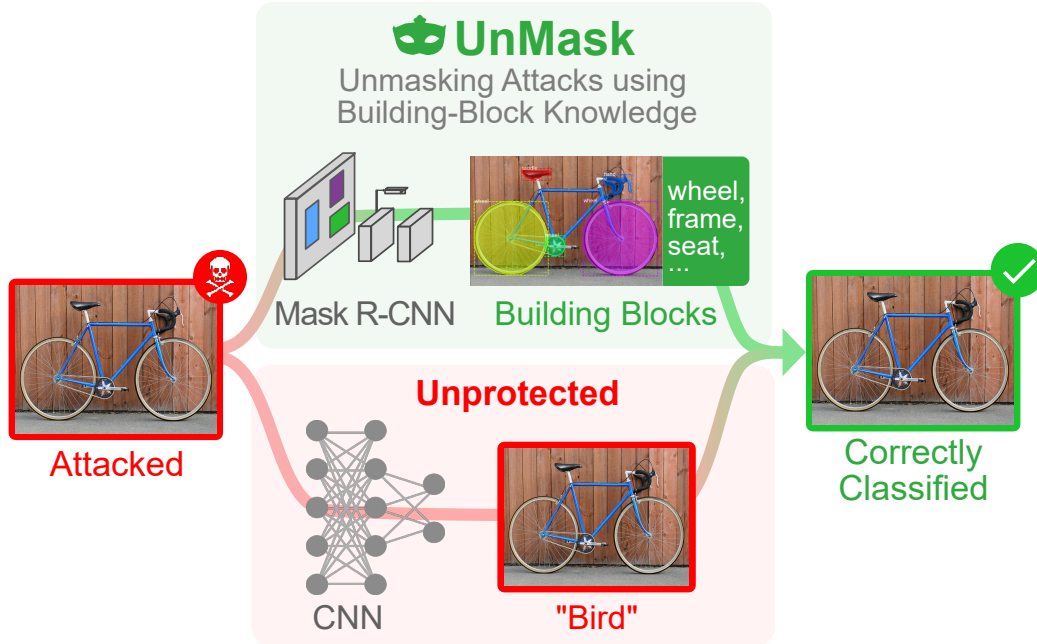 UnMask
Unmasking Attacks using
Building-Block Knowledge
wheel,
frame,
seat,
...
Mask R-CNN
Building Blocks
Attacked
Unprotected
CNN
"Bird"
Correctly
Classified